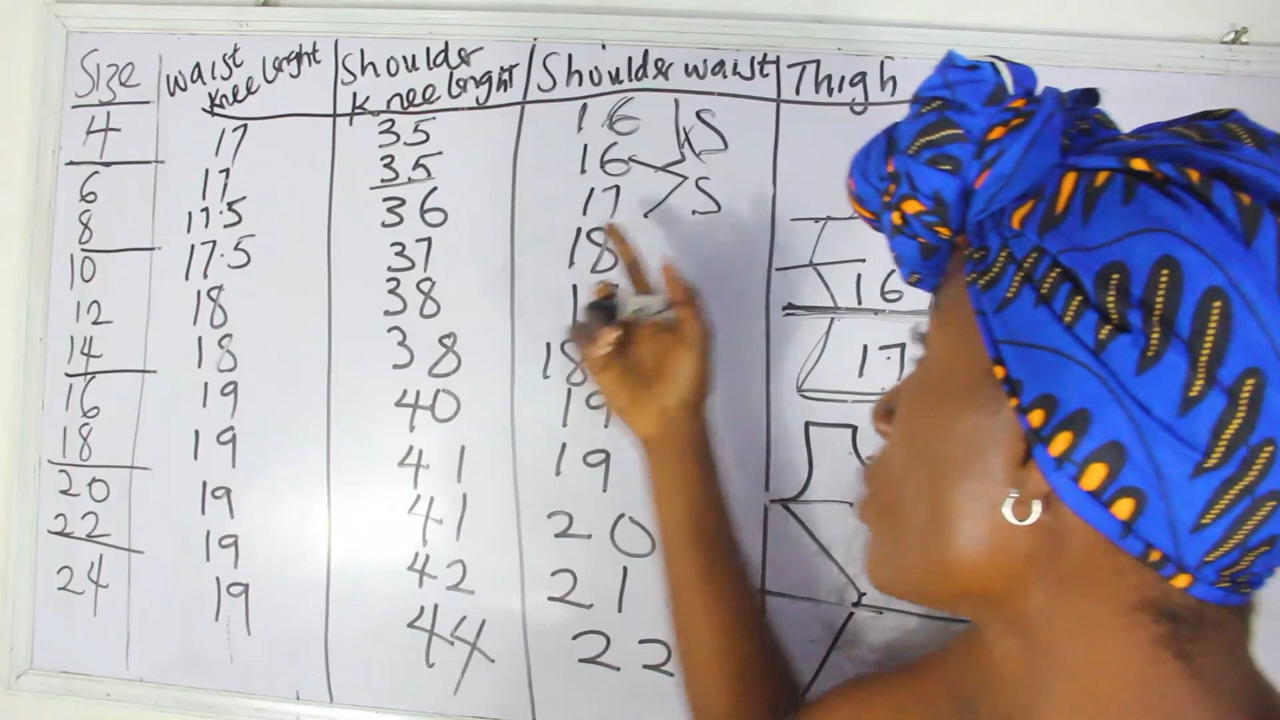 Size waist knee lenght Shoulder knee lenght Shoulder waist Thigh
4 17 35 16 S
6 17 35 16 S
8 17.5 36 17
10 17.5 37 18
12 18 38
14 18 38 18
16 19 40 19
18 19 41 19
20 19 41 20
22 19 42 21
24 19 44 22
16
17